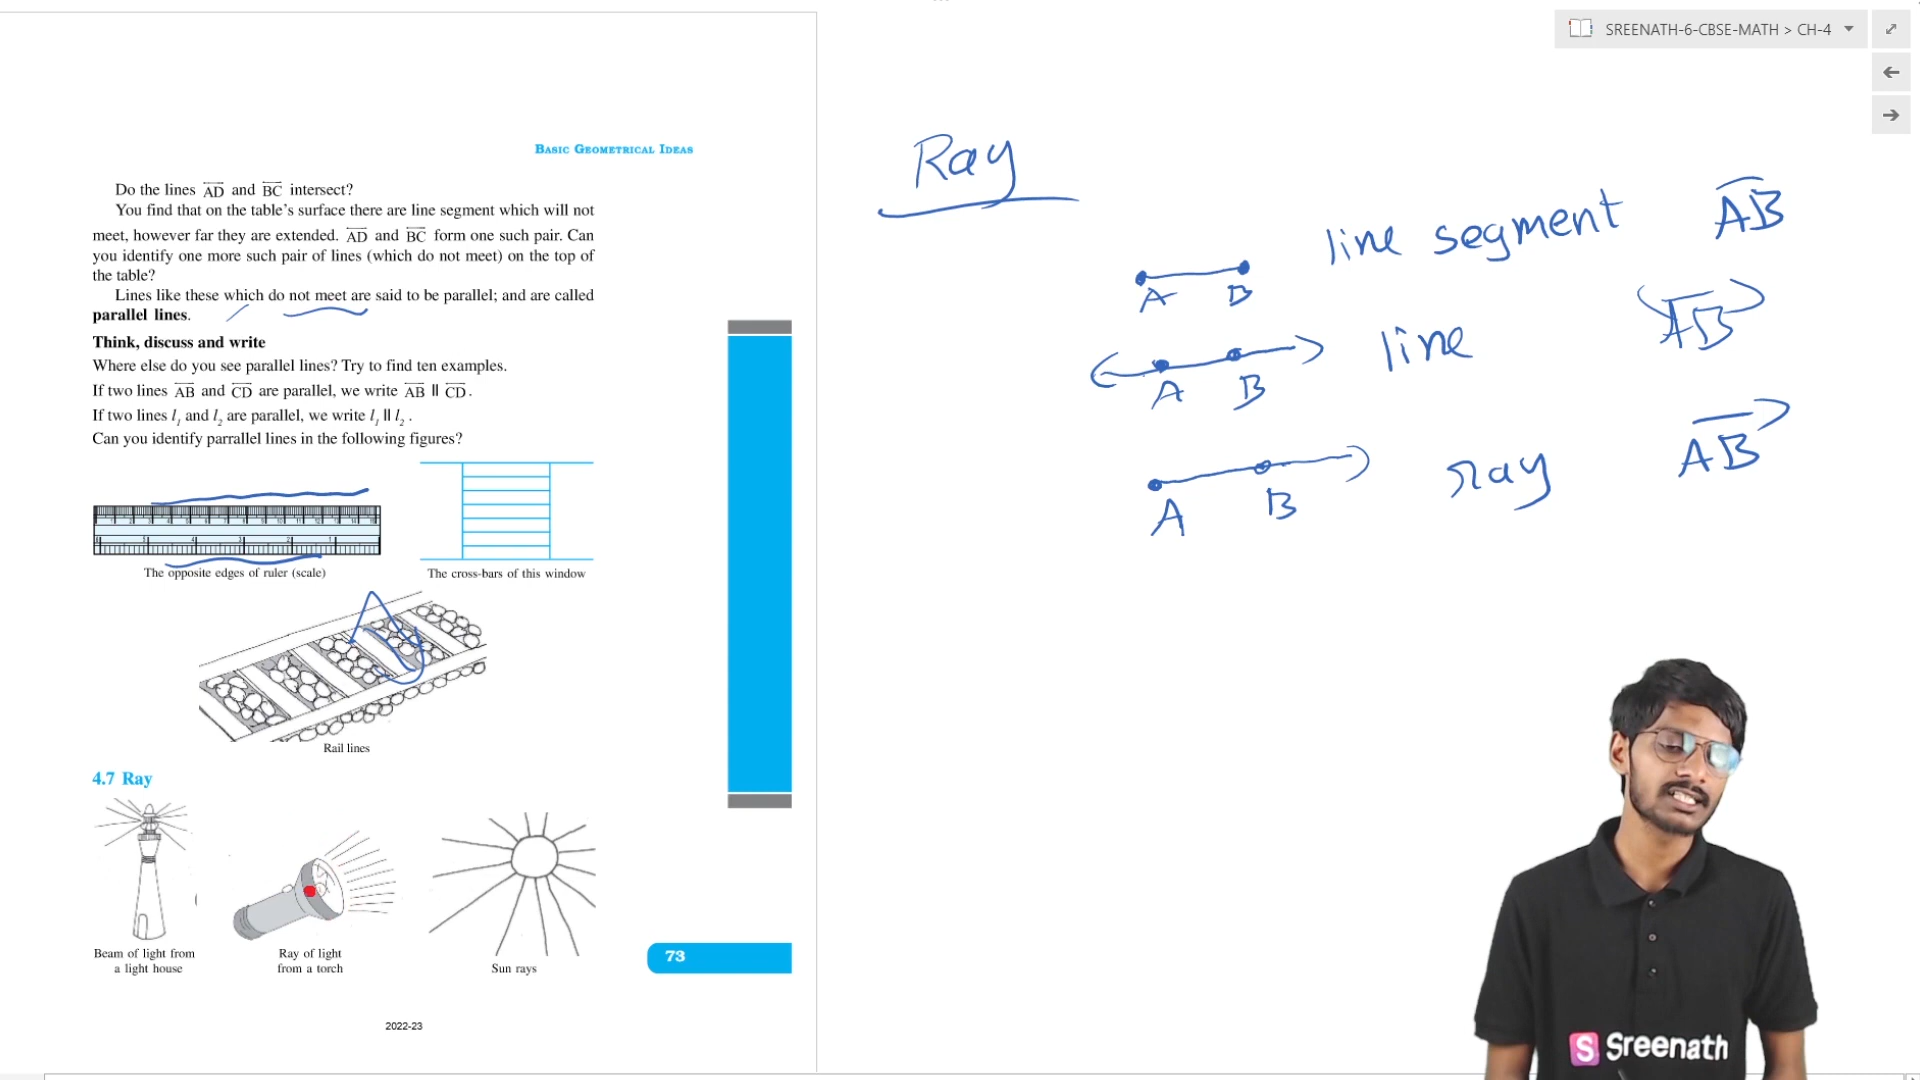 SREENATH-6-CBSE-MATH > CH-4
BASIC GEOMETRICAL IDEAS
Do the lines AD and BC intersect?
You find that on the table's surface there are line segment which will not
meet, however far they are extended. AD and BC form one such pair. Can
you identify one more such pair of lines (which do not meet) on the top of
the table?
Lines like these which do not meet are said to be parallel; and are called
parallel lines.
Think, discuss and write
Where else do you see parallel lines? Try to find ten examples.
If two lines AB and CD are parallel, we write AB || CD.
If two lines l1 and l2 are parallel, we write l1 || l2.
Can you identify parrallel lines in the following figures?
The opposite edges of ruler (scale)
The cross-bars of this window
Rail lines
4.7 Ray
Beam of light from
a light house
Ray of light
from a torch
Sun rays
73
2022-23
Ray
A B line segment AB
A B line AB
A B ray AB
S Sreenath